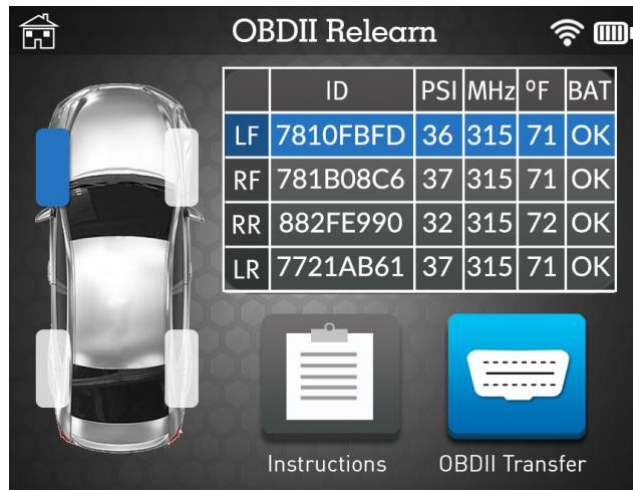 OBDII Relearn
ID PSI MHz ºF BAT
LF 7810FBFD 36 315 71 OK
RF 781B08C6 37 315 71 OK
RR 882FE990 32 315 72 OK
LR 7721AB61 37 315 71 OK
Instructions OBDII Transfer